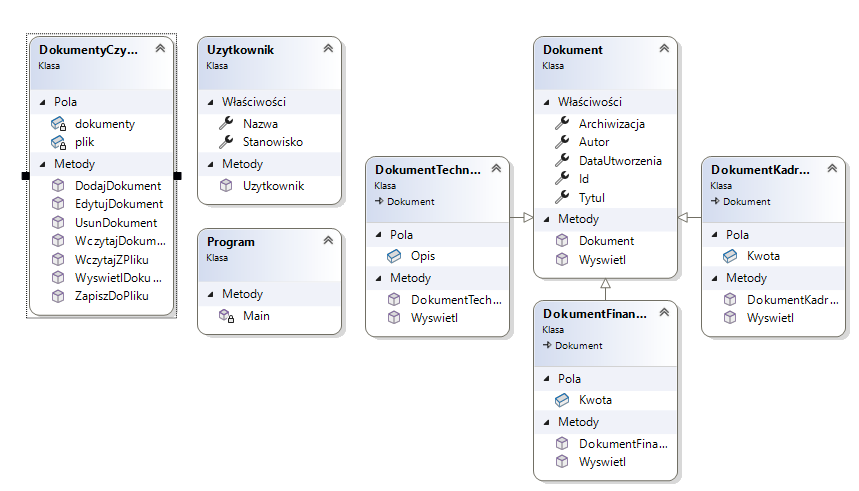 DokumentyCzy...
Klasa
Pola
dokumenty
plik
Metody
DodajDokument
EdytujDokument
UsunDokument
WczytajDokum...
WczytajZPliku
WyswietlDoku...
ZapiszDoPliku
Uzytkownik
Klasa
Właściwości
Nazwa
Stanowisko
Metody
Uzytkownik
Program
Klasa
Metody
Main
DokumentTechn...
Klasa
Dokument
Pola
Opis
Metody
DokumentTech...
Wyswietl
Dokument
Klasa
Właściwości
Archiwizacja
Autor
DataUtworzenia
Id
Tytul
Metody
Dokument
Wyswietl
DokumentFinan...
Klasa
Dokument
Pola
Kwota
Metody
DokumentFina...
Wyswietl
DokumentKadr...
Klasa
Dokument
Pola
Kwota
Metody
DokumentKadr...
Wyswietl